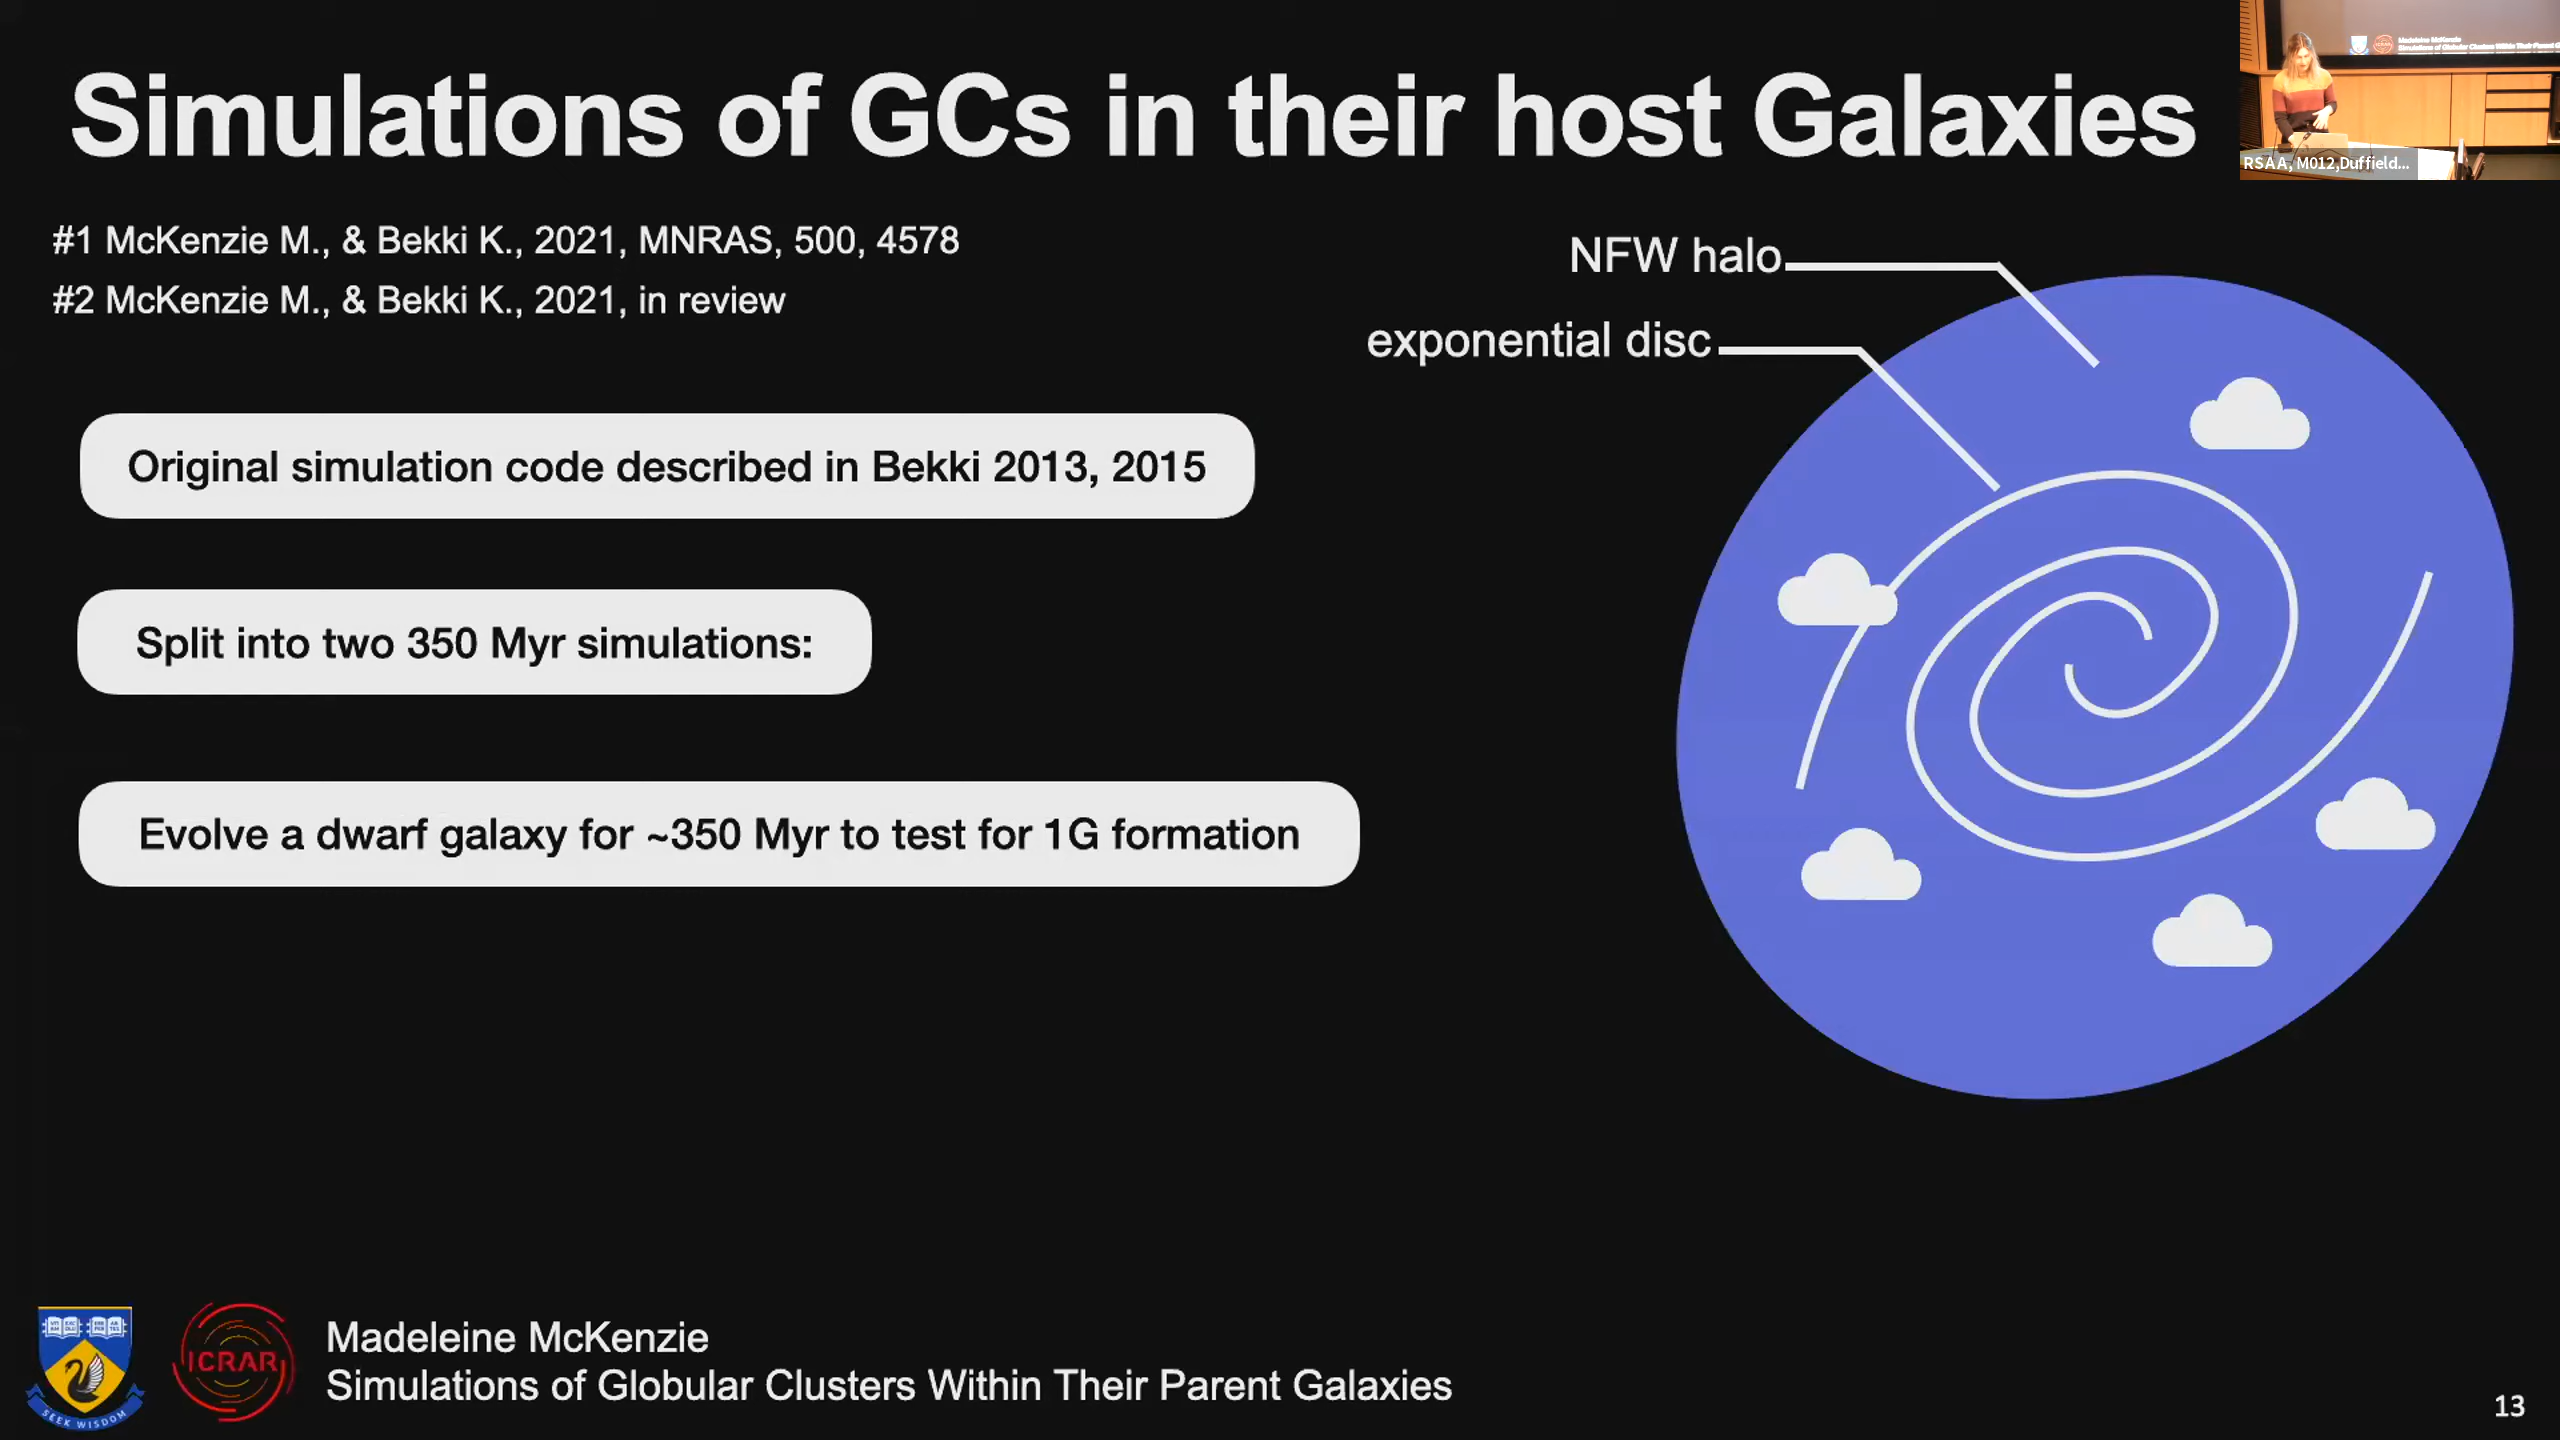 Simulations of GCs in their host Galaxies
RSAA, M012,Duffield...
#1 McKenzie M., & Bekki K., 2021, MNRAS, 500, 4578
#2 McKenzie M., & Bekki K., 2021, in review
NFW halo
exponential disc
Original simulation code described in Bekki 2013, 2015
Split into two 350 Myr simulations:
Evolve a dwarf galaxy for ~350 Myr to test for 1G formation
SEEK WISDOM
ICRAR
Madeleine McKenzie
Simulations of Globular Clusters Within Their Parent Galaxies
13